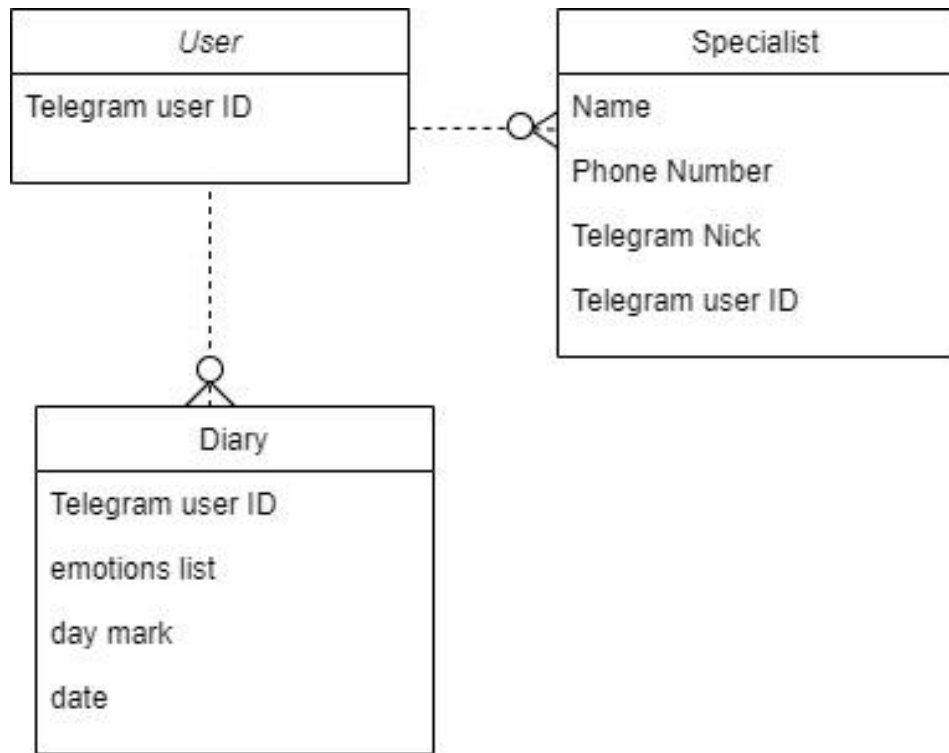 User
Telegram user ID
Specialist
Name
Phone Number
Telegram Nick
Telegram user ID
Diary
Telegram user ID
emotions list
day mark
date